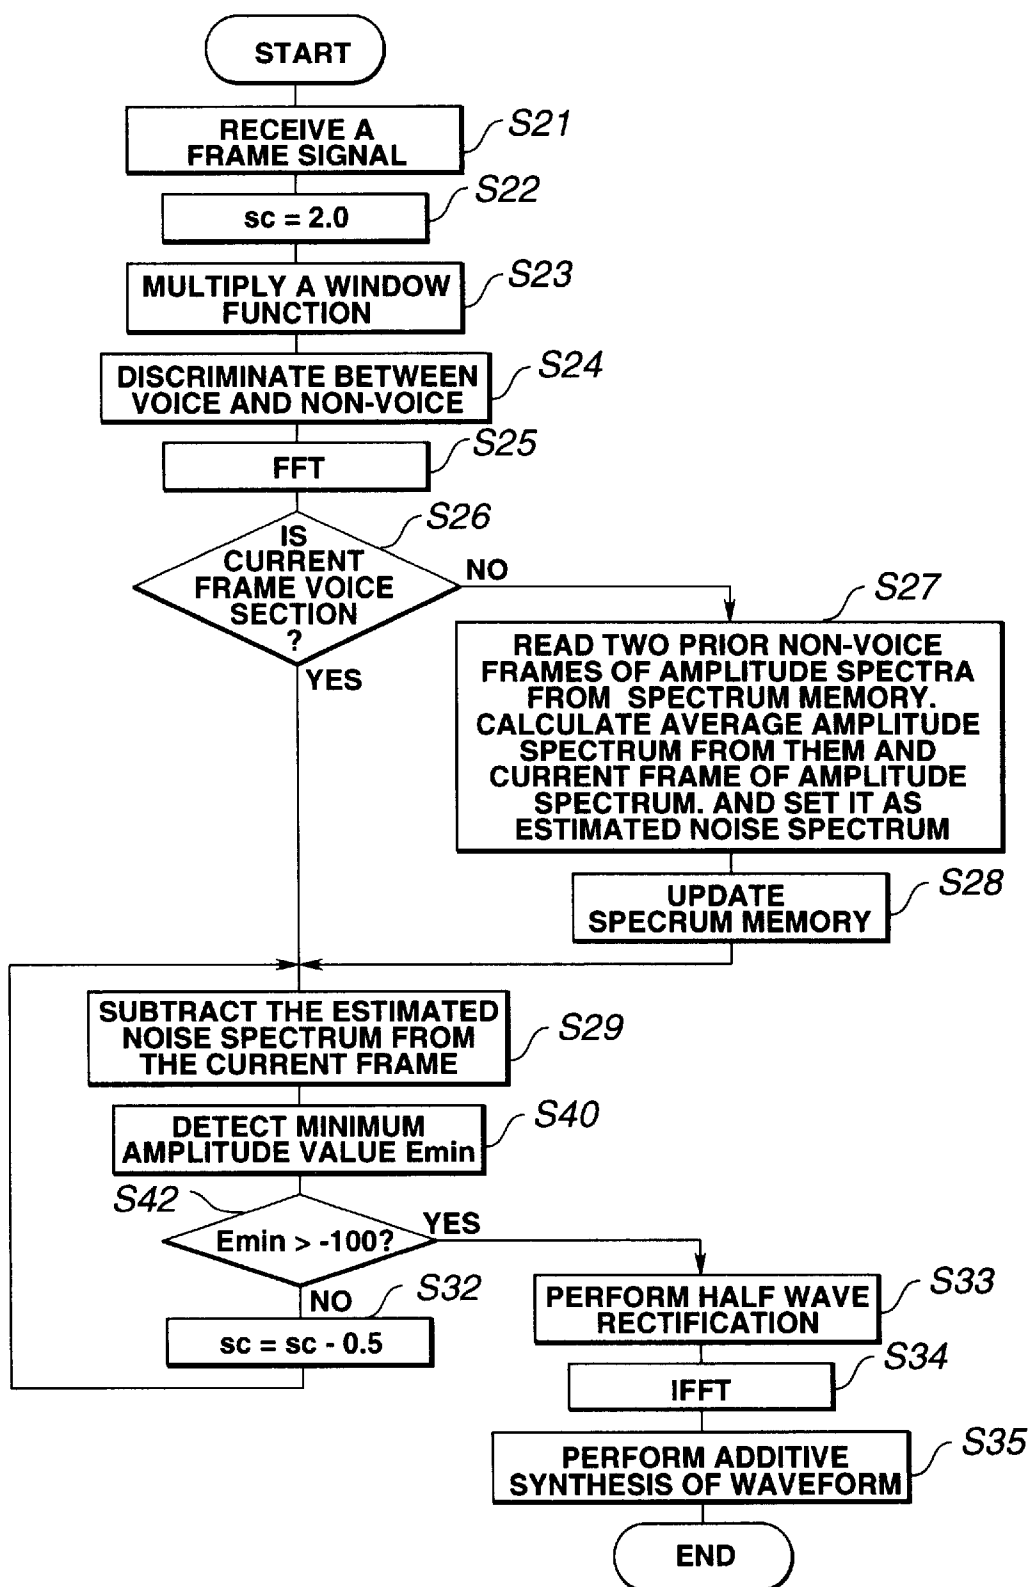 START
RECEIVE A
FRAME SIGNAL
S21
sc = 2.0
S22
MULTIPLY A WINDOW
FUNCTION
S23
DISCRIMINATE BETWEEN
VOICE AND NON-VOICE
S24
FFT
S25
IS
CURRENT
FRAME VOICE
SECTION
?
S26
NO
YES
S27
READ TWO PRIOR NON-VOICE
FRAMES OF AMPLITUDE SPECTRA
FROM SPECTRUM MEMORY.
CALCULATE AVERAGE AMPLITUDE
SPECTRUM FROM THEM AND
CURRENT FRAME OF AMPLITUDE
SPECTRUM. AND SET IT AS
ESTIMATED NOISE SPECTRUM
UPDATE
SPECRUM MEMORY
S28
SUBTRACT THE ESTIMATED
NOISE SPECTRUM FROM
THE CURRENT FRAME
S29
DETECT MINIMUM
AMPLITUDE VALUE Emin
S40
S42
Emin > -100?
YES
NO
S32
sc = sc - 0.5
PERFORM HALF WAVE
RECTIFICATION
S33
IFFT
S34
PERFORM ADDITIVE
SYNTHESIS OF WAVEFORM
S35
END